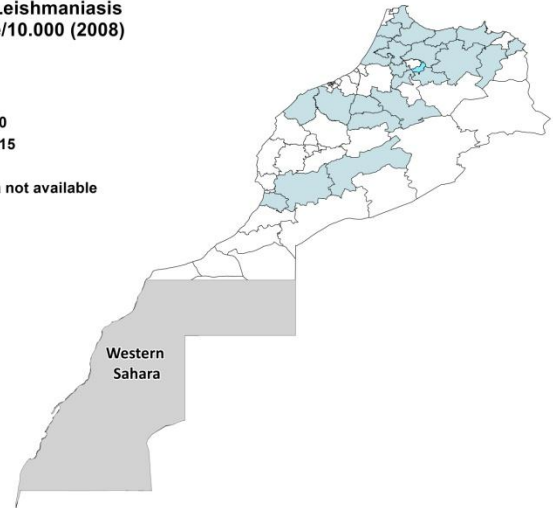 Leishmaniasis
e/10.000 (2008)
0
15
not available
Western
Sahara